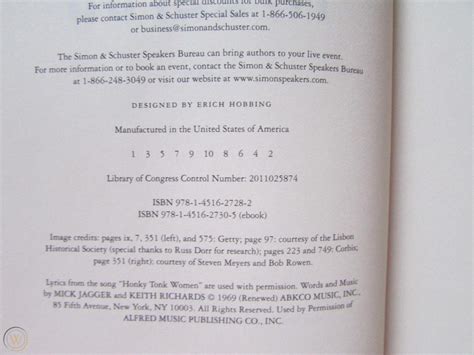 For information about special discounts for bulk purchases,
please contact Simon & Schuster Special Sales at 1-866-506-1949
or business@simonandschuster.com.
The Simon & Schuster Speakers Bureau can bring authors to your live event.
For more information or to book an event, contact the Simon & Schuster Speakers Bureau
at 1-866-248-3049 or visit our website at www.simonspeakers.com.
DESIGNED BY ERICH HOBBING
Manufactured in the United States of America
1 3 5 7 9 10 8 6 4 2
Library of Congress Control Number: 2011025874
ISBN 978-1-4516-2728-2
ISBN 978-1-4516-2730-5 (ebook)
Image credits: pages ix, 7, 351 (left), and 575: Getty; page 97: courtesy of the Lisbon
Historical Society (special thanks to Russ Dorr for research); pages 223 and 749: Corbis;
page 351 (right): courtesy of Steven Meyers and Bob Rowen.
Lyrics from the song "Honky Tonk Women" are used with permission. Words and Music
by MICK JAGGER and KEITH RICHARDS © 1969 (Renewed) ABKCO MUSIC, INC.,
85 Fifth Avenue, New York, NY 10003. All Rights Reserved. Used by Permission of
ALFRED MUSIC PUBLISHING CO., INC.